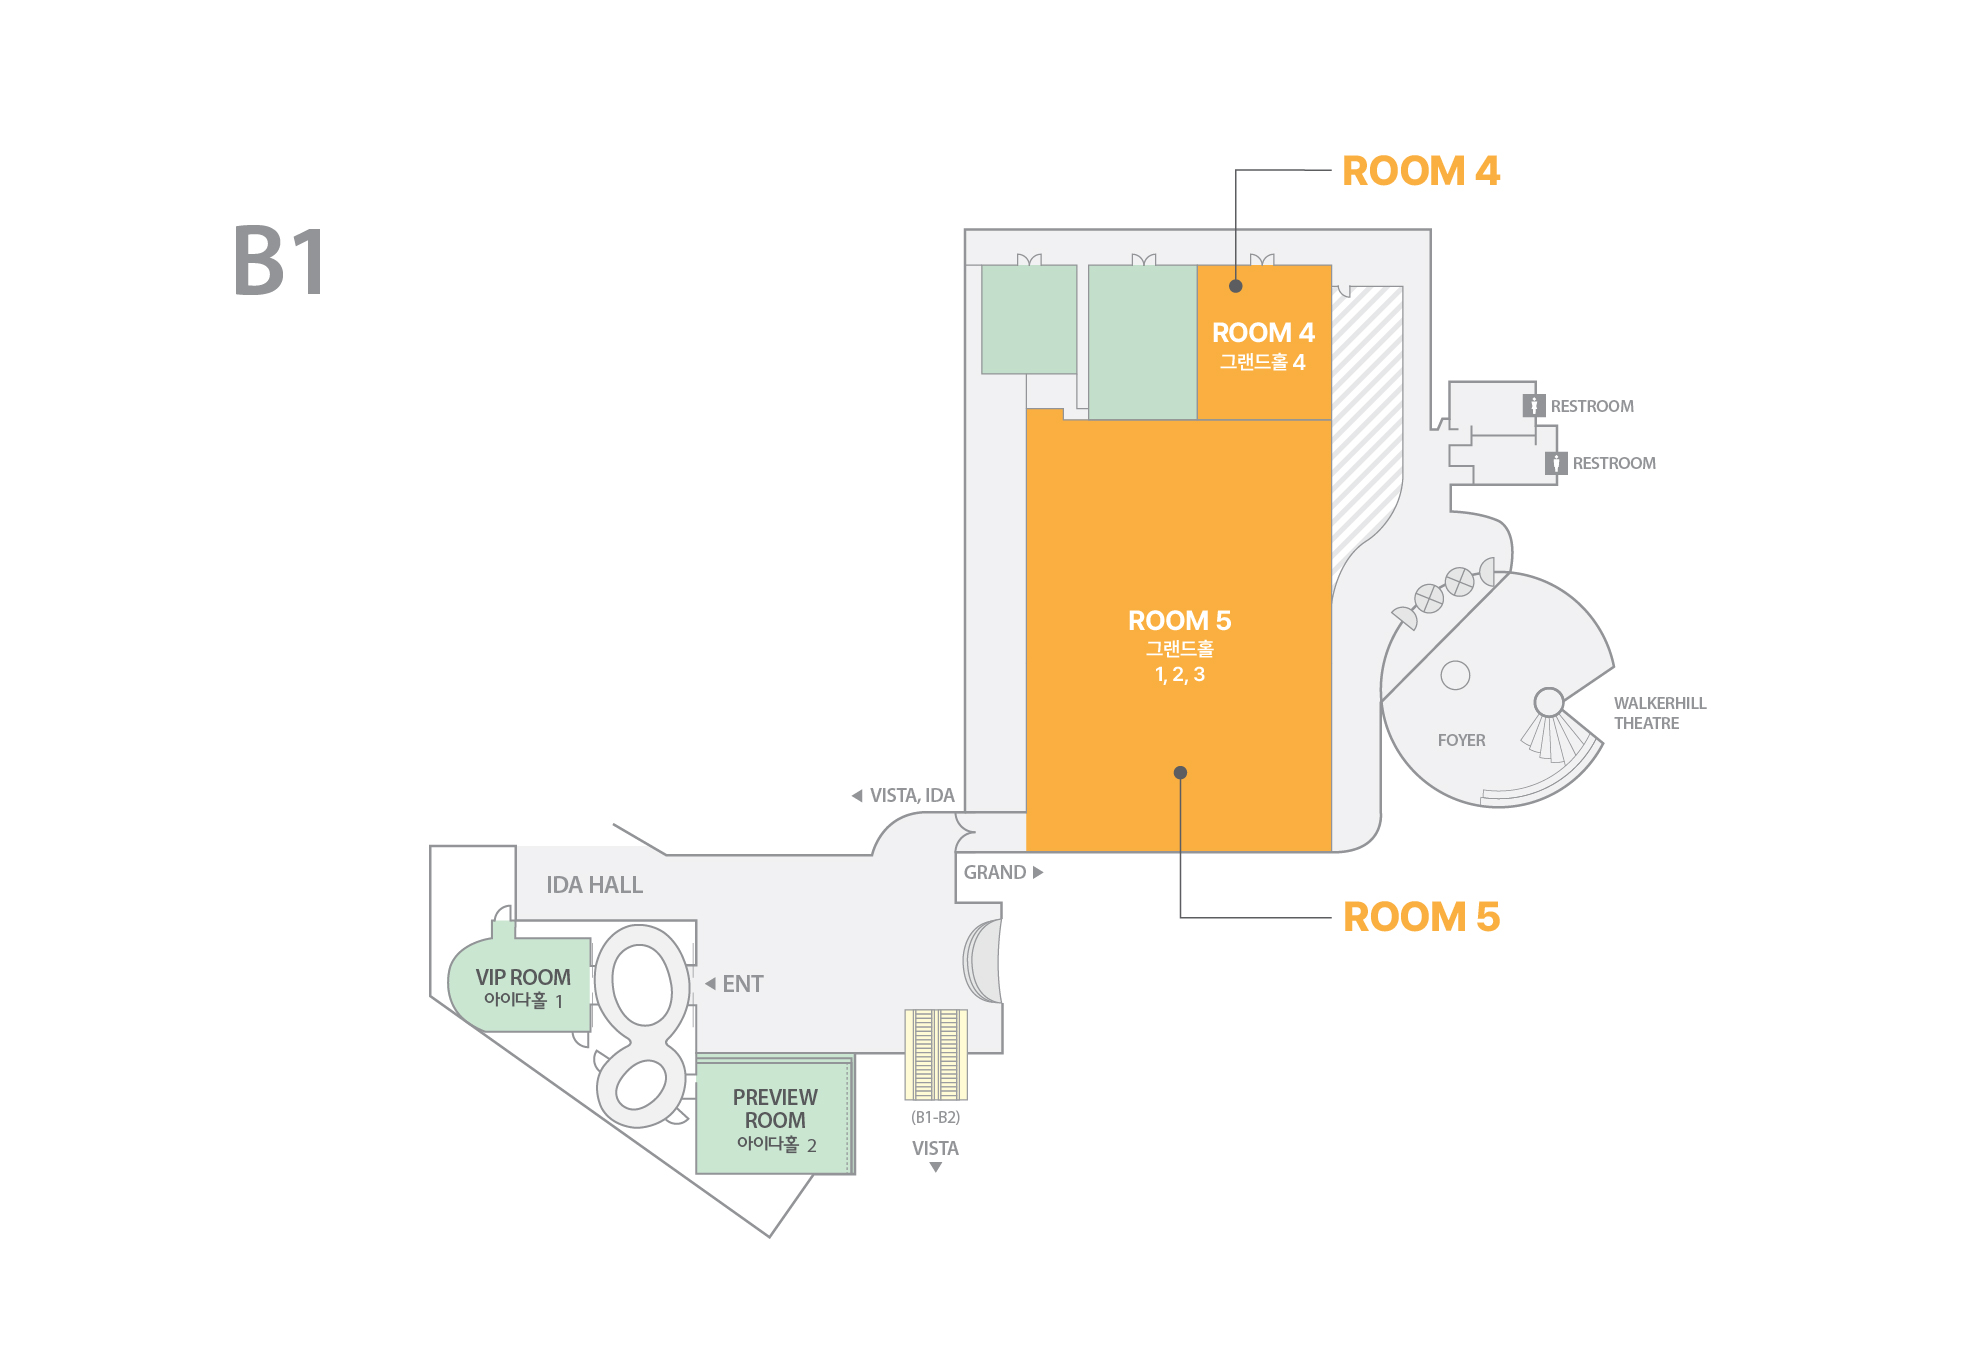 B1
ROOM 4
ROOM 4
그랜드홀 4
RESTROOM
RESTROOM
ROOM 5
그랜드홀
1, 2, 3
WALKERHILL
THEATRE
FOYER
VISTA, IDA
GRAND
ROOM 5
IDA HALL
VIP ROOM
아이다홀 1
ENT
PREVIEW
ROOM
아이다홀 2
(B1-B2)
VISTA